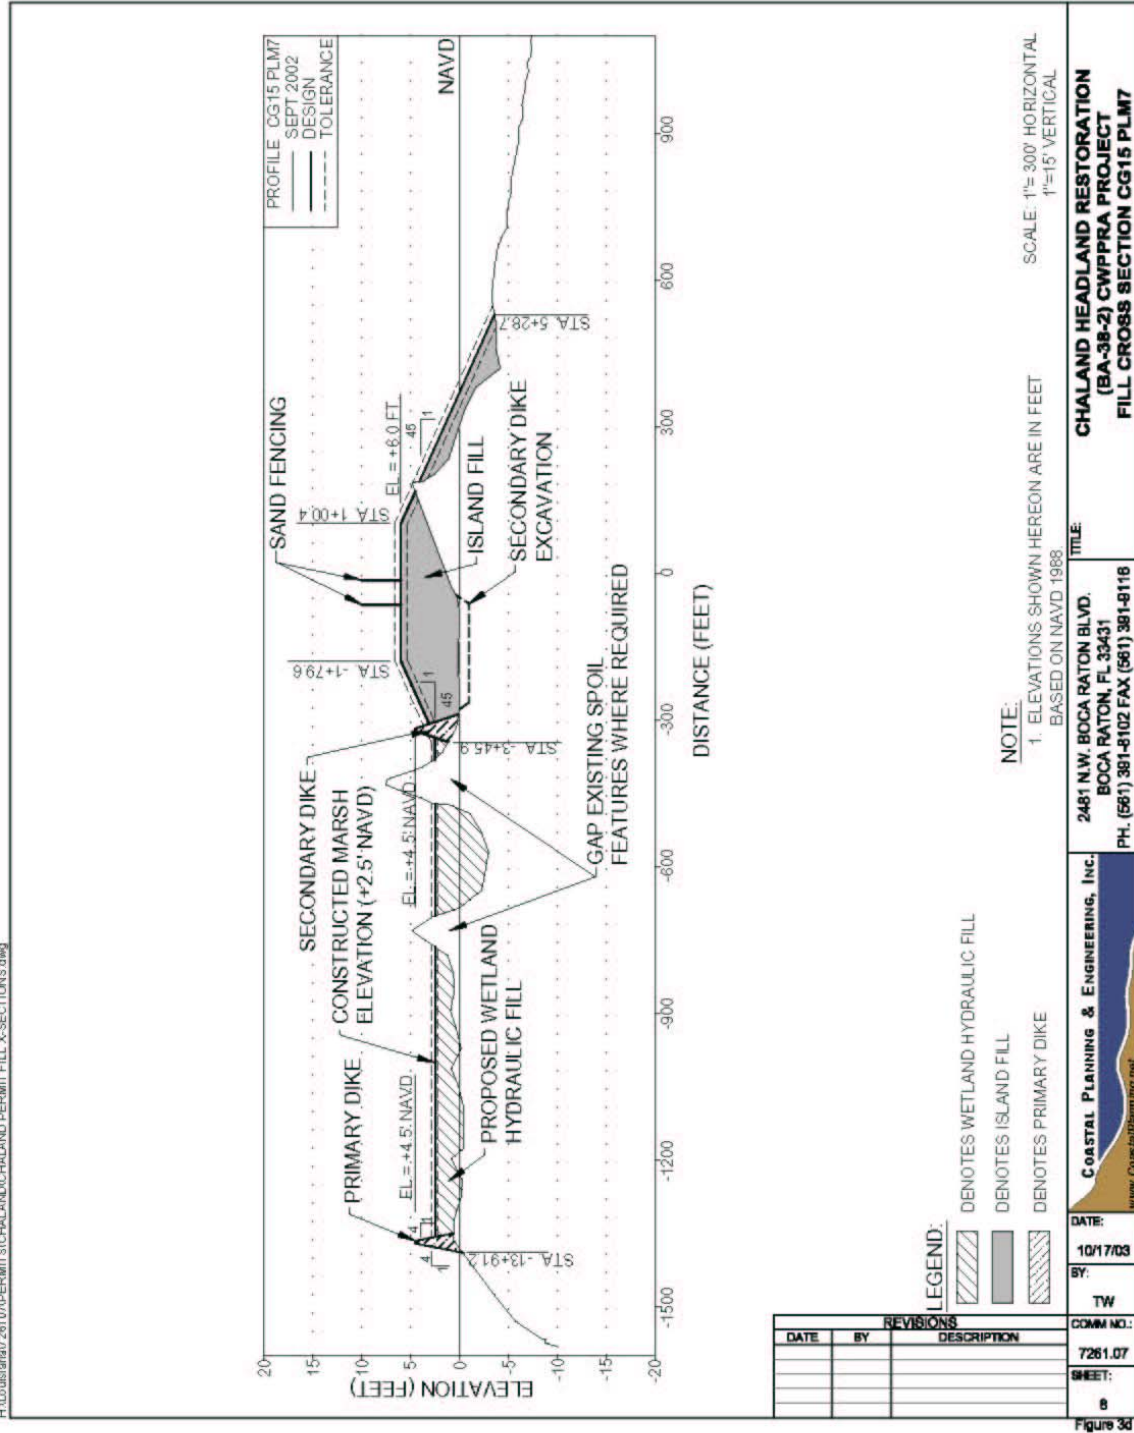 PROFILE CG15 PLM7
SEPT 2002
DESIGN
TOLERANCE
NAVD
20
15
10
5
0
-5
-10
-15
-20
ELEVATION (FEET)
-1500
-1200
-900
-600
-300
0
300
600
900
DISTANCE (FEET)
PRIMARY DIKE
CONSTRUCTED MARSH
ELEVATION (+2.5' NAVD)
SECONDARY DIKE
SAND FENCING
EL.=+4.5' NAVD
EL.=+4.5' NAVD
EL.=+6.0 FT.
STA -13+91.2
STA -3+45.9
STA -1+79.6
STA 1+00.4
STA 5+28.7
4
1
4
1
45
1
45
1
PROPOSED WETLAND
HYDRAULIC FILL
GAP EXISTING SPOIL
FEATURES WHERE REQUIRED
ISLAND FILL
SECONDARY DIKE
EXCAVATION
NOTE:
1. ELEVATIONS SHOWN HEREON ARE IN FEET
BASED ON NAVD 1988.
SCALE: 1"= 300' HORIZONTAL
1"=15' VERTICAL
LEGEND:
DENOTES WETLAND HYDRAULIC FILL
DENOTES ISLAND FILL
DENOTES PRIMARY DIKE
REVISIONS
DATE BY DESCRIPTION
COMM NO.:
7261.07
SHEET:
8
BY:
TW
DATE:
10/17/03
COASTAL PLANNING & ENGINEERING, Inc.
www.CoastalPlanning.net
2481 N.W. BOCA RATON BLVD.
BOCA RATON, FL 33431
PH. (561) 391-8102 FAX (561) 391-9116
TITLE:
CHALAND HEADLAND RESTORATION
(BA-38-2) CWPPRA PROJECT
FILL CROSS SECTION CG15 PLM7
Figure 3d